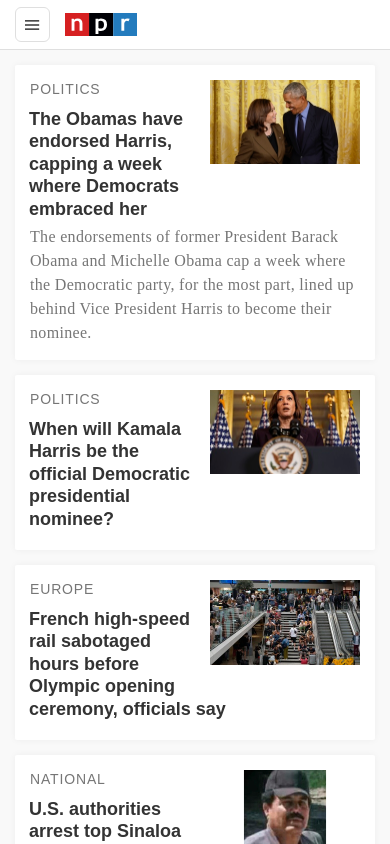 npr
POLITICS
The Obamas have
endorsed Harris,
capping a week
where Democrats
embraced her
The endorsements of former President Barack
Obama and Michelle Obama cap a week where
the Democratic party, for the most part, lined up
behind Vice President Harris to become their
nominee.
POLITICS
When will Kamala
Harris be the
official Democratic
presidential
nominee?
EUROPE
French high-speed
rail sabotaged
hours before
Olympic opening
ceremony, officials say
NATIONAL
U.S. authorities
arrest top Sinaloa